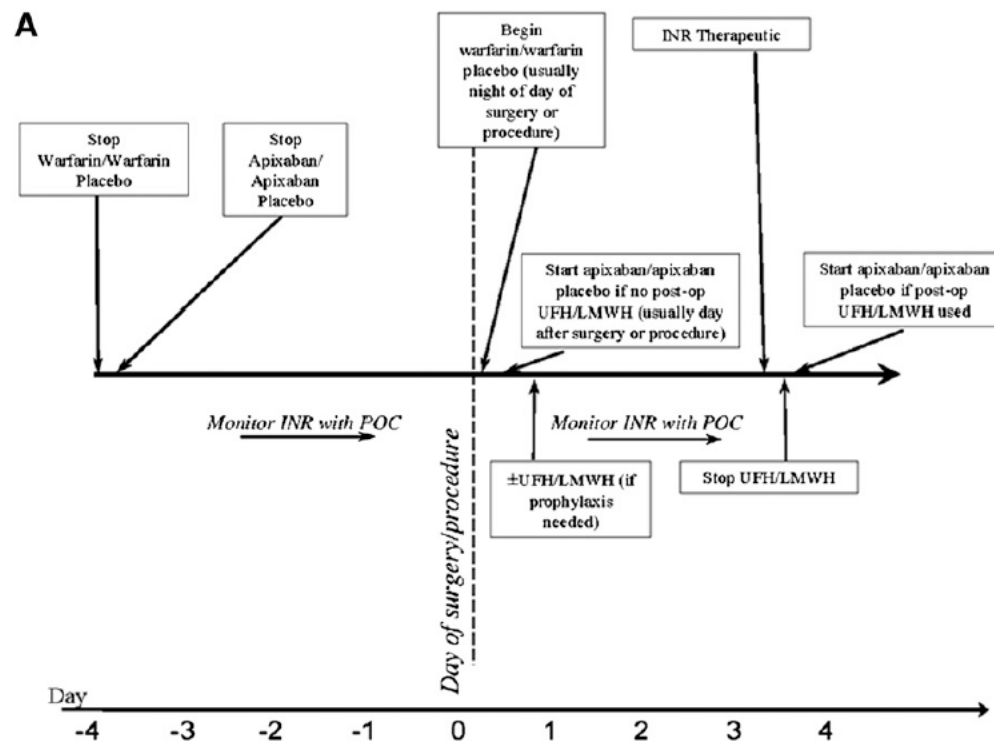 A
Stop
Warfarin/Warfarin
Placebo
Stop
Apixaban/
Apixaban
Placebo
Begin
warfarin/warfarin
placebo (usually
night of day of
surgery or
procedure)
INR Therapeutic
Start apixaban/apixaban
placebo if no post-op
UFH/LMWH (usually day
after surgery or procedure)
Start apixaban/apixaban
placebo if post-op
UFH/LMWH used
Monitor INR with POC
Day of surgery/procedure
Monitor INR with POC
±UFH/LMWH (if
prophylaxis
needed)
Stop UFH/LMWH
Day
-4 -3 -2 -1 0 1 2 3 4